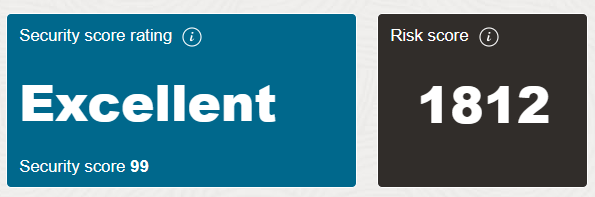 Security score rating
Excellent
Security score 99
Risk score
1812